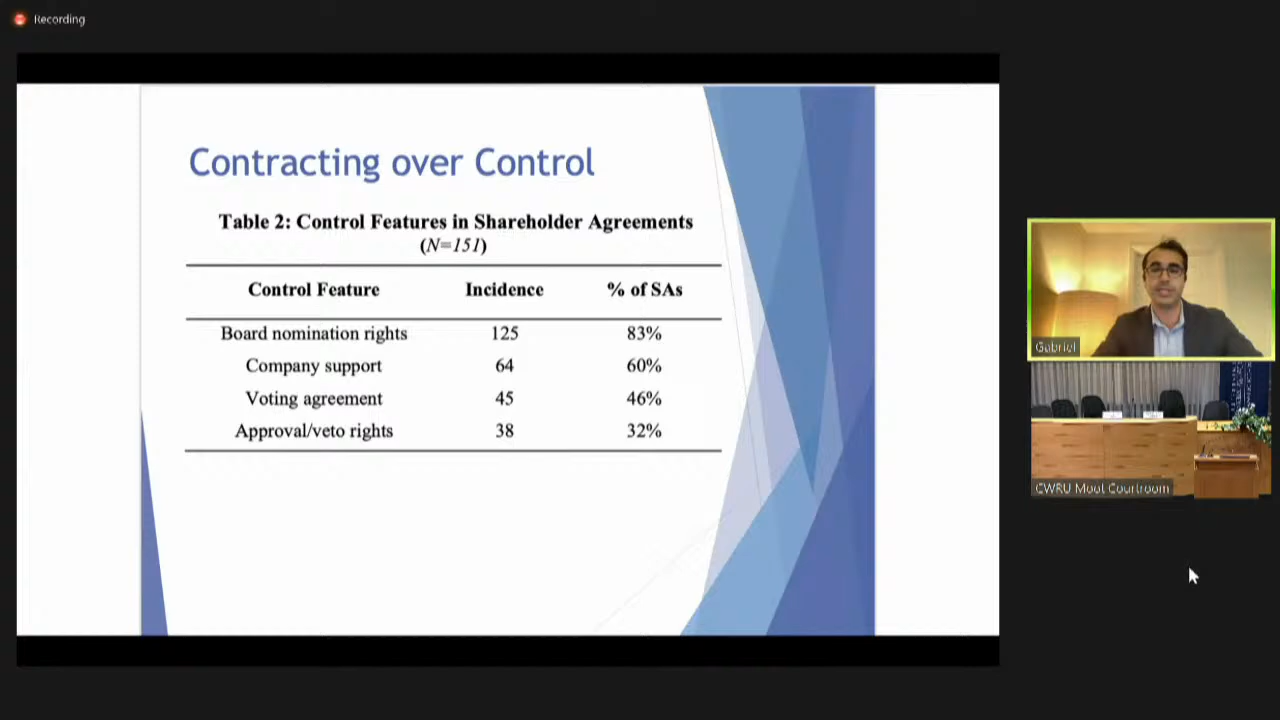 Recording
Contracting over Control
Table 2: Control Features in Shareholder Agreements
(N=151)
Control Feature Incidence % of SAs
Board nomination rights 125 83%
Company support 64 60%
Voting agreement 45 46%
Approval/veto rights 38 32%
Gabriel
CWRU Moot Courtroom